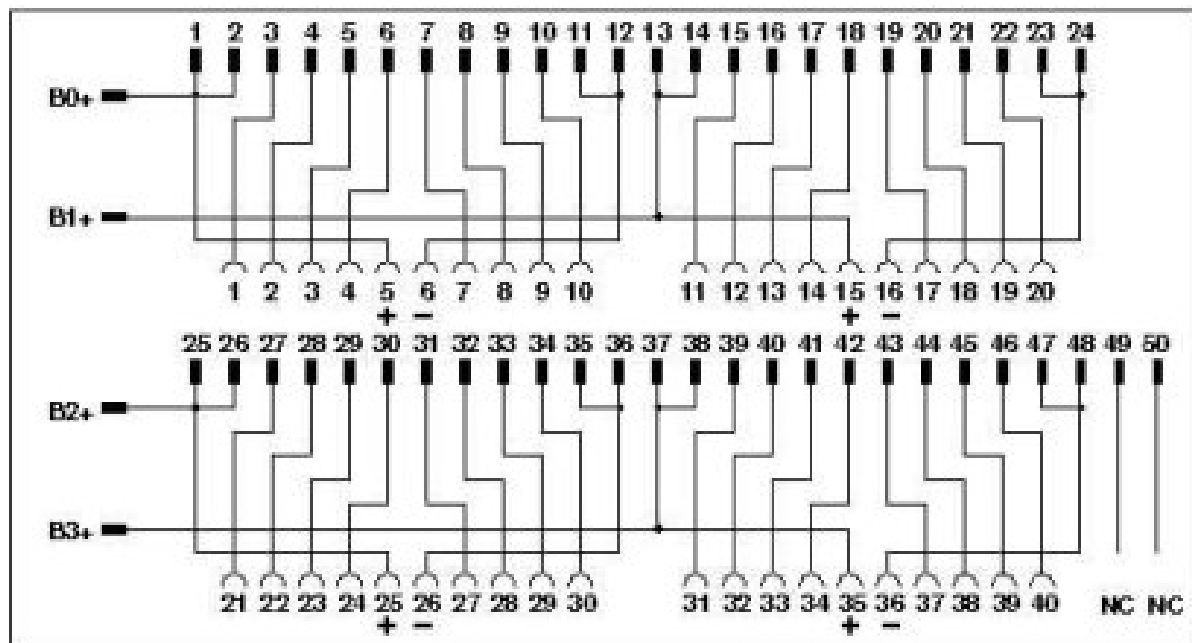 1 2 3 4 5 6 7 8 9 10 11 12 13 14 15 16 17 18 19 20 21 22 23 24
B0+
B1+
1 2 3 4 5 6 7 8 9 10 11 12 13 14 15 16 17 18 19 20
+ − + −
25 26 27 28 29 30 31 32 33 34 35 36 37 38 39 40 41 42 43 44 45 46 47 48 49 50
B2+
B3+
21 22 23 24 25 26 27 28 29 30 31 32 33 34 35 36 37 38 39 40 NC NC
+ − + −